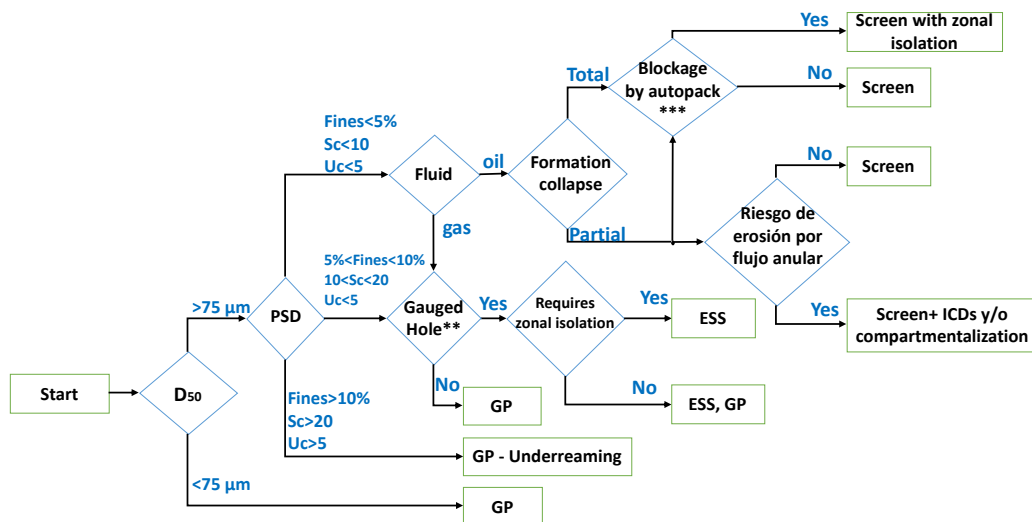 Yes
Screen with zonal
isolation
Total
Blockage
by autopack
***
No
Screen
Fines<5%
Sc<10
Uc<5
Fluid
oil
Formation
collapse
No
Screen
Riesgo de
erosión por
flujo anular
gas
Partial
5%<Fines<10%
10<Sc<20
Uc<5
>75 µm
PSD
Gauged
Hole**
Yes
Requires
zonal isolation
Yes
ESS
Yes
Screen+ ICDs y/o
compartmentalization
Start
D50
No
GP
No
ESS, GP
Fines>10%
Sc>20
Uc>5
GP - Underreaming
<75 µm
GP